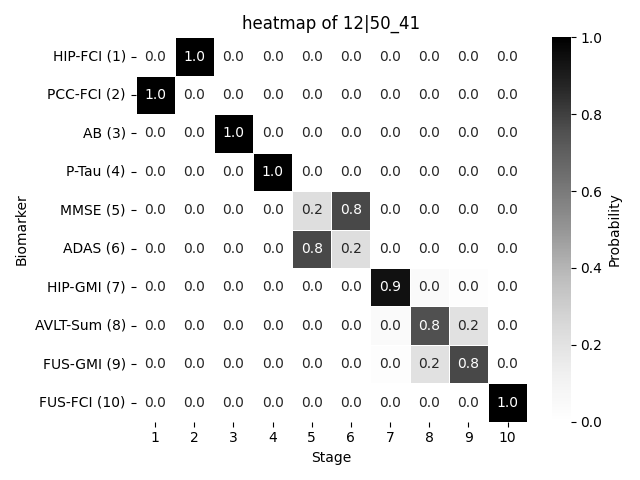 heatmap of 12|50_41
HIP-FCI (1) 0.0 1.0 0.0 0.0 0.0 0.0 0.0 0.0 0.0 0.0
PCC-FCI (2) 1.0 0.0 0.0 0.0 0.0 0.0 0.0 0.0 0.0 0.0
AB (3) 0.0 0.0 1.0 0.0 0.0 0.0 0.0 0.0 0.0 0.0
P-Tau (4) 0.0 0.0 0.0 1.0 0.0 0.0 0.0 0.0 0.0 0.0
MMSE (5) 0.0 0.0 0.0 0.0 0.2 0.8 0.0 0.0 0.0 0.0
ADAS (6) 0.0 0.0 0.0 0.0 0.8 0.2 0.0 0.0 0.0 0.0
HIP-GMI (7) 0.0 0.0 0.0 0.0 0.0 0.0 0.9 0.0 0.0 0.0
AVLT-Sum (8) 0.0 0.0 0.0 0.0 0.0 0.0 0.0 0.8 0.2 0.0
FUS-GMI (9) 0.0 0.0 0.0 0.0 0.0 0.0 0.0 0.2 0.8 0.0
FUS-FCI (10) 0.0 0.0 0.0 0.0 0.0 0.0 0.0 0.0 0.0 1.0
1 2 3 4 5 6 7 8 9 10
Stage
Biomarker
1.0
0.8
0.6
0.4
0.2
0.0
Probability